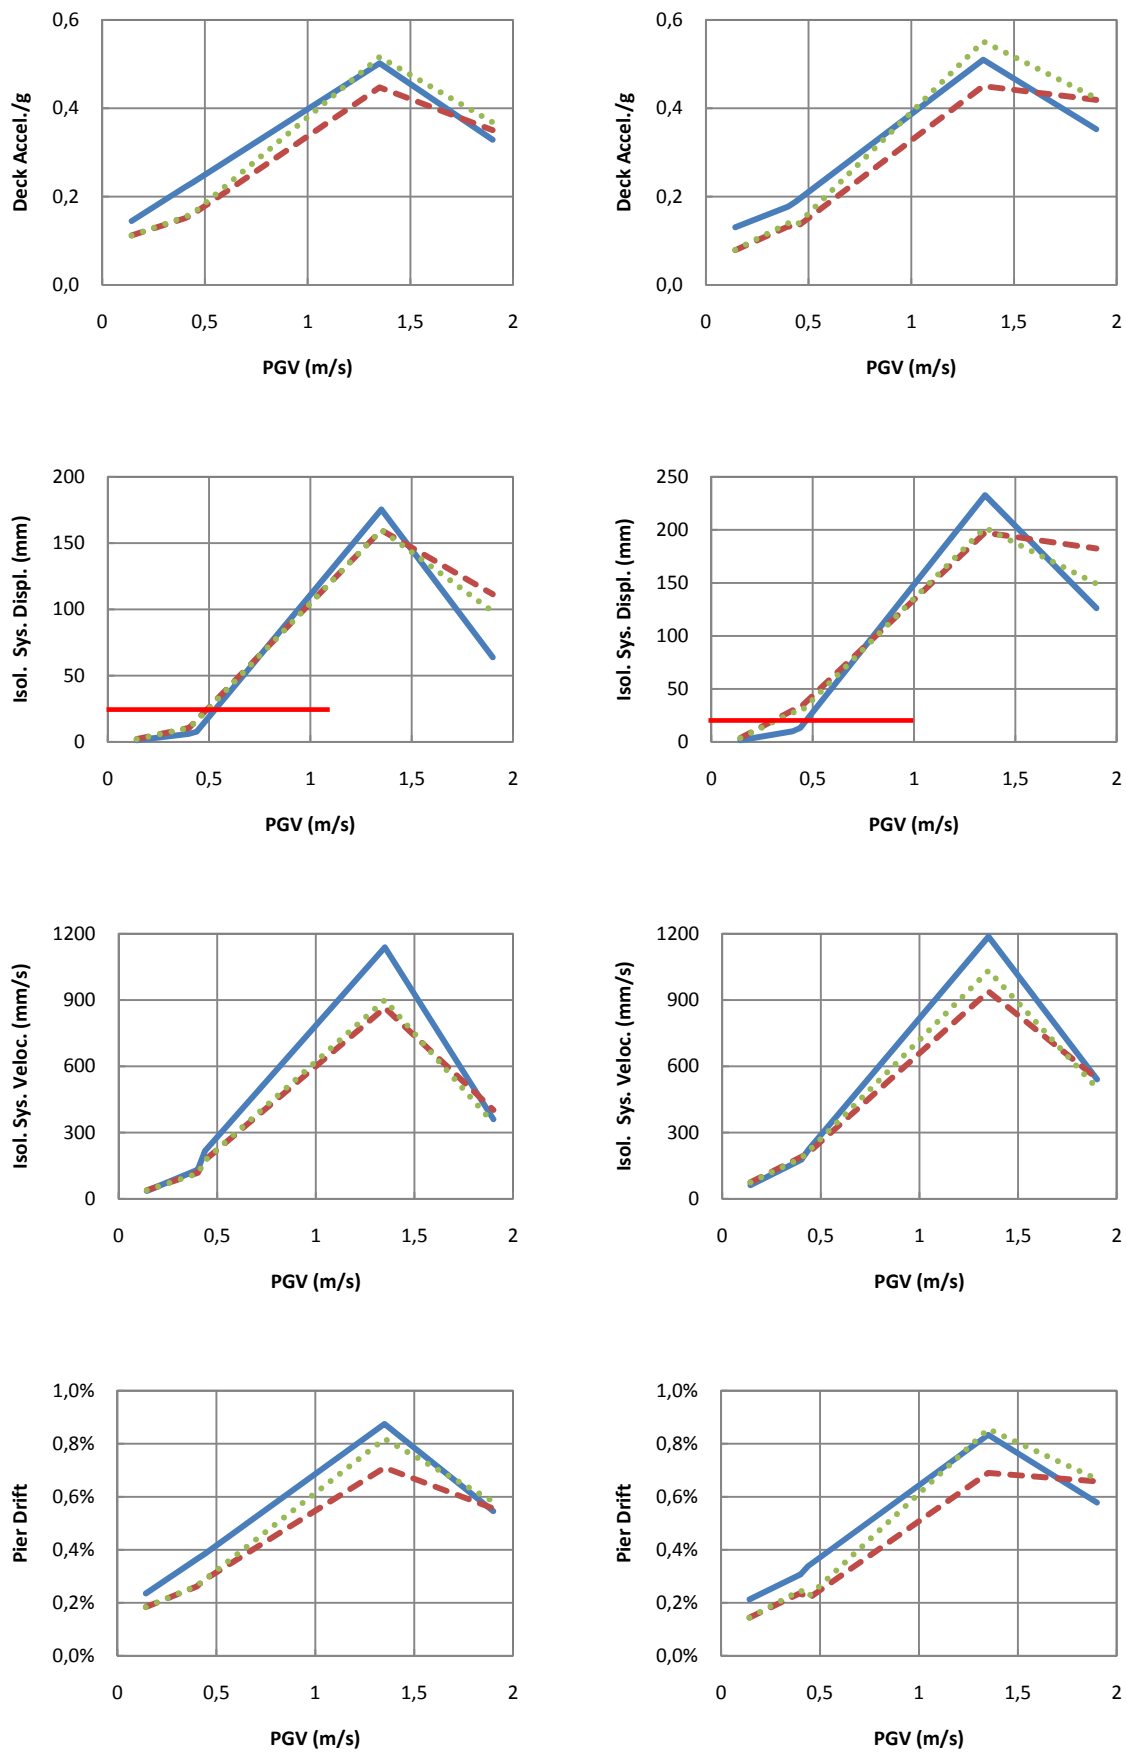 Deck Accel./g
0,6
0,4
0,2
0,0
0 0,5 1 1,5 2
PGV (m/s)
Deck Accel./g
0,6
0,4
0,2
0,0
0 0,5 1 1,5 2
PGV (m/s)
Isol. Sys. Displ. (mm)
200
150
100
50
0
0 0,5 1 1,5 2
PGV (m/s)
Isol. Sys. Displ. (mm)
250
200
150
100
50
0
0 0,5 1 1,5 2
PGV (m/s)
Isol. Sys. Veloc. (mm/s)
1200
900
600
300
0
0 0,5 1 1,5 2
PGV (m/s)
Isol. Sys. Veloc. (mm/s)
1200
900
600
300
0
0 0,5 1 1,5 2
PGV (m/s)
Pier Drift
1,0%
0,8%
0,6%
0,4%
0,2%
0,0%
0 0,5 1 1,5 2
PGV (m/s)
Pier Drift
1,0%
0,8%
0,6%
0,4%
0,2%
0,0%
0 0,5 1 1,5 2
PGV (m/s)